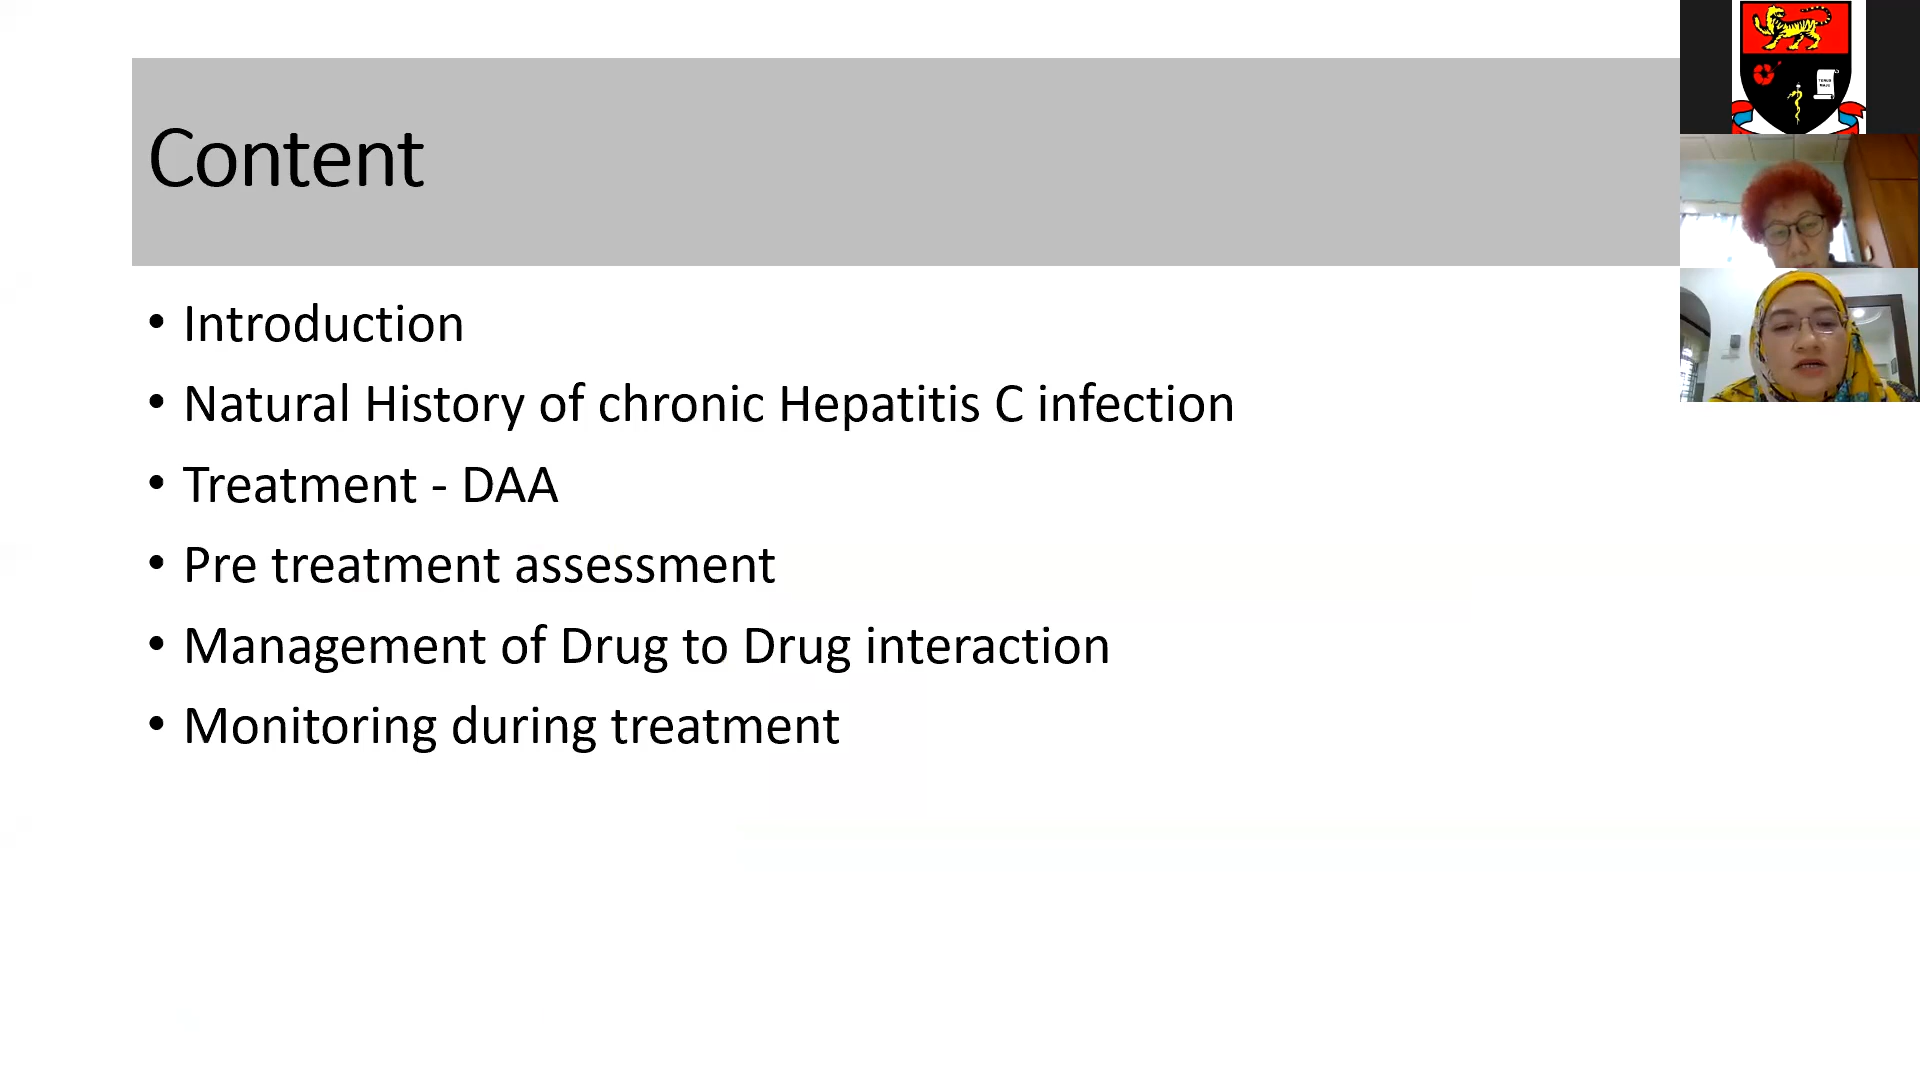 Content
• Introduction
• Natural History of chronic Hepatitis C infection
• Treatment - DAA
• Pre treatment assessment
• Management of Drug to Drug interaction
• Monitoring during treatment